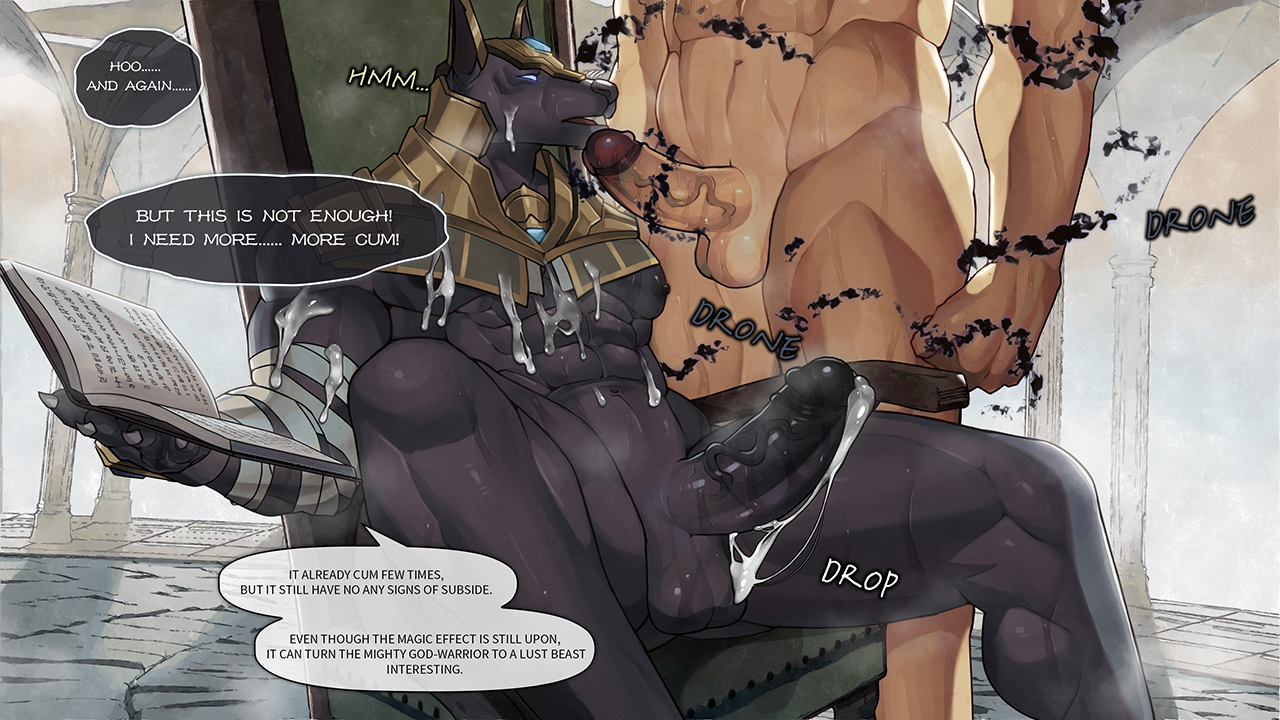 HOO......
AND AGAIN......
HMM...
BUT THIS IS NOT ENOUGH!
I NEED MORE...... MORE CUM!
DRONE
DRONE
DROP
IT ALREADY CUM FEW TIMES,
BUT IT STILL HAVE NO ANY SIGNS OF SUBSIDE.
EVEN THOUGH THE MAGIC EFFECT IS STILL UPON,
IT CAN TURN THE MIGHTY GOD-WARRIOR TO A LUST BEAST
INTERESTING.